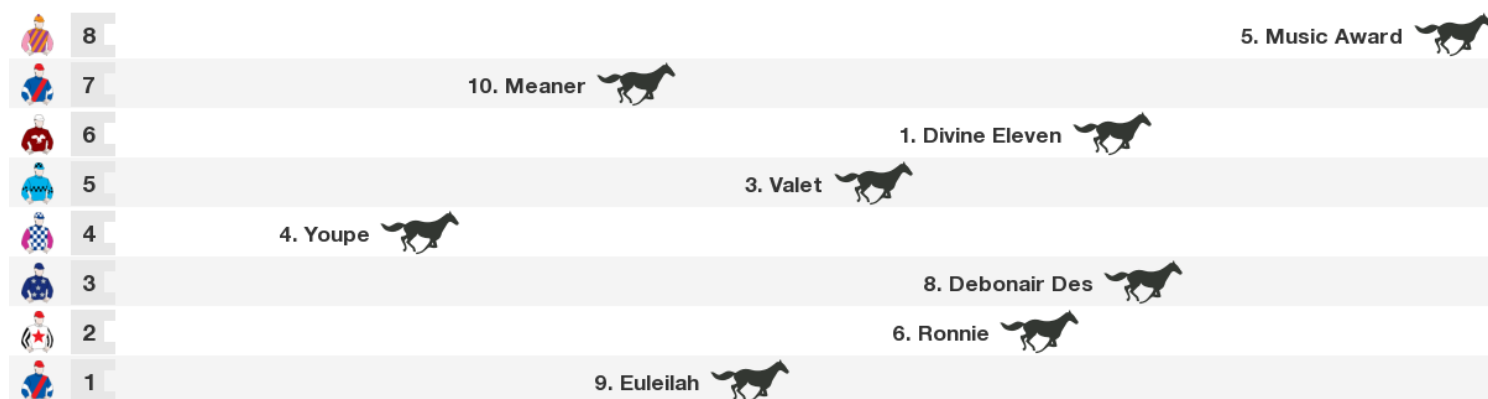 8 5. Music Award
7 10. Meaner
6 1. Divine Eleven
5 3. Valet
4 4. Youpe
3 8. Debonair Des
2 6. Ronnie
1 9. Euleilah